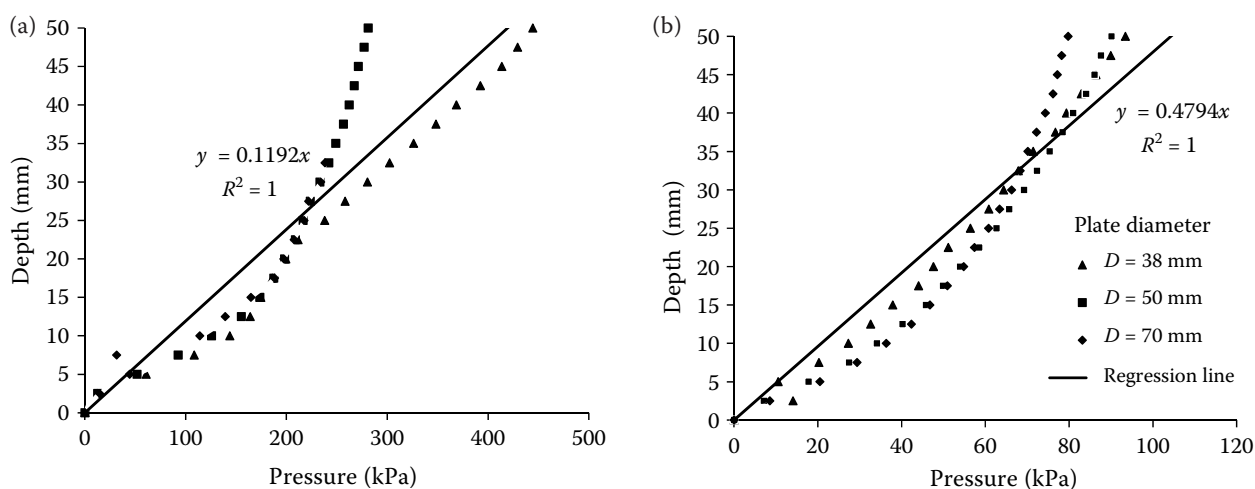 (a)
50
45
40
35
30
25
20
15
10
5
0
Depth (mm)
y = 0.1192x
R² = 1
0 100 200 300 400 500
Pressure (kPa)
(b)
50
45
40
35
30
25
20
15
10
5
0
Depth (mm)
y = 0.4794x
R² = 1
Plate diameter
D = 38 mm
D = 50 mm
D = 70 mm
Regression line
0 20 40 60 80 100 120
Pressure (kPa)